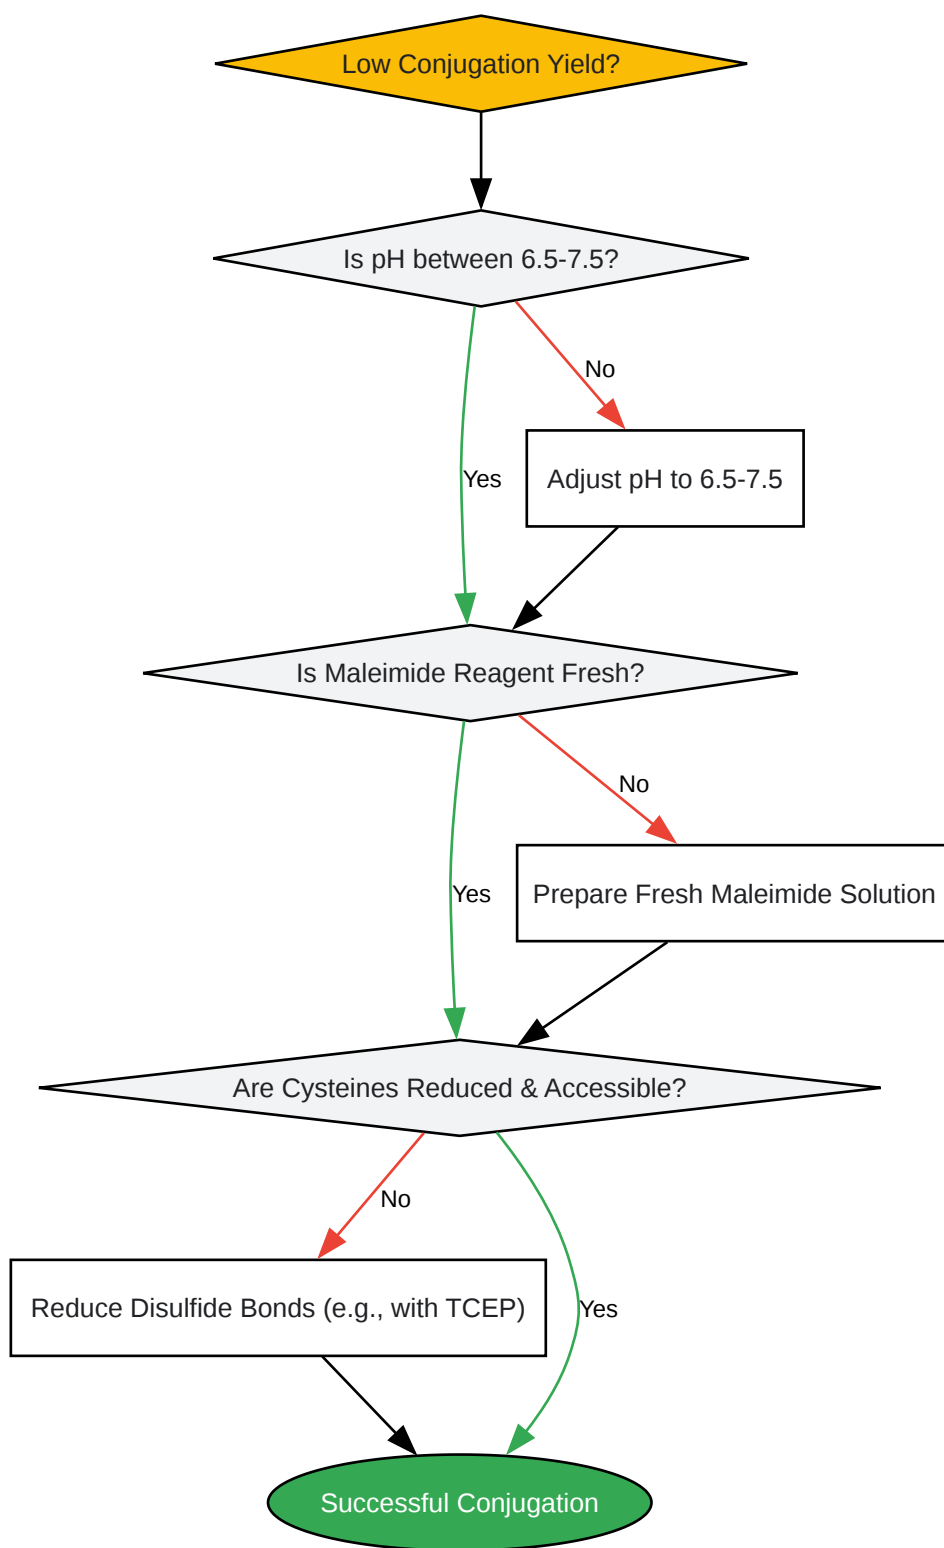 Low Conjugation Yield?
Is pH between 6.5-7.5?
No
Yes
Adjust pH to 6.5-7.5
Is Maleimide Reagent Fresh?
No
Yes
Prepare Fresh Maleimide Solution
Are Cysteines Reduced & Accessible?
No
Reduce Disulfide Bonds (e.g., with TCEP)
Yes
Successful Conjugation